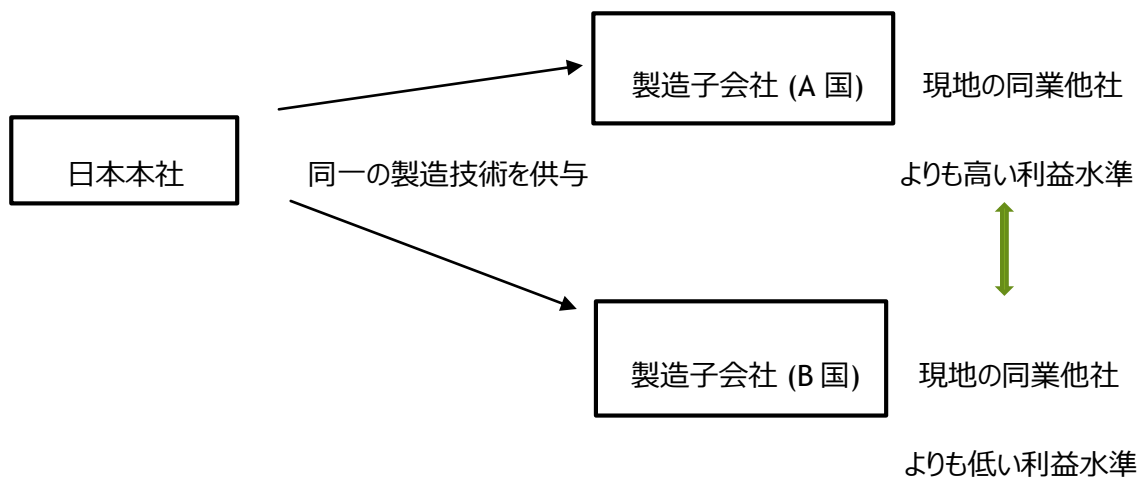 製造子会社 (A 国)
現地の同業他社
よりも高い利益水準
日本本社
同一の製造技術を供与
製造子会社 (B 国)
現地の同業他社
よりも低い利益水準